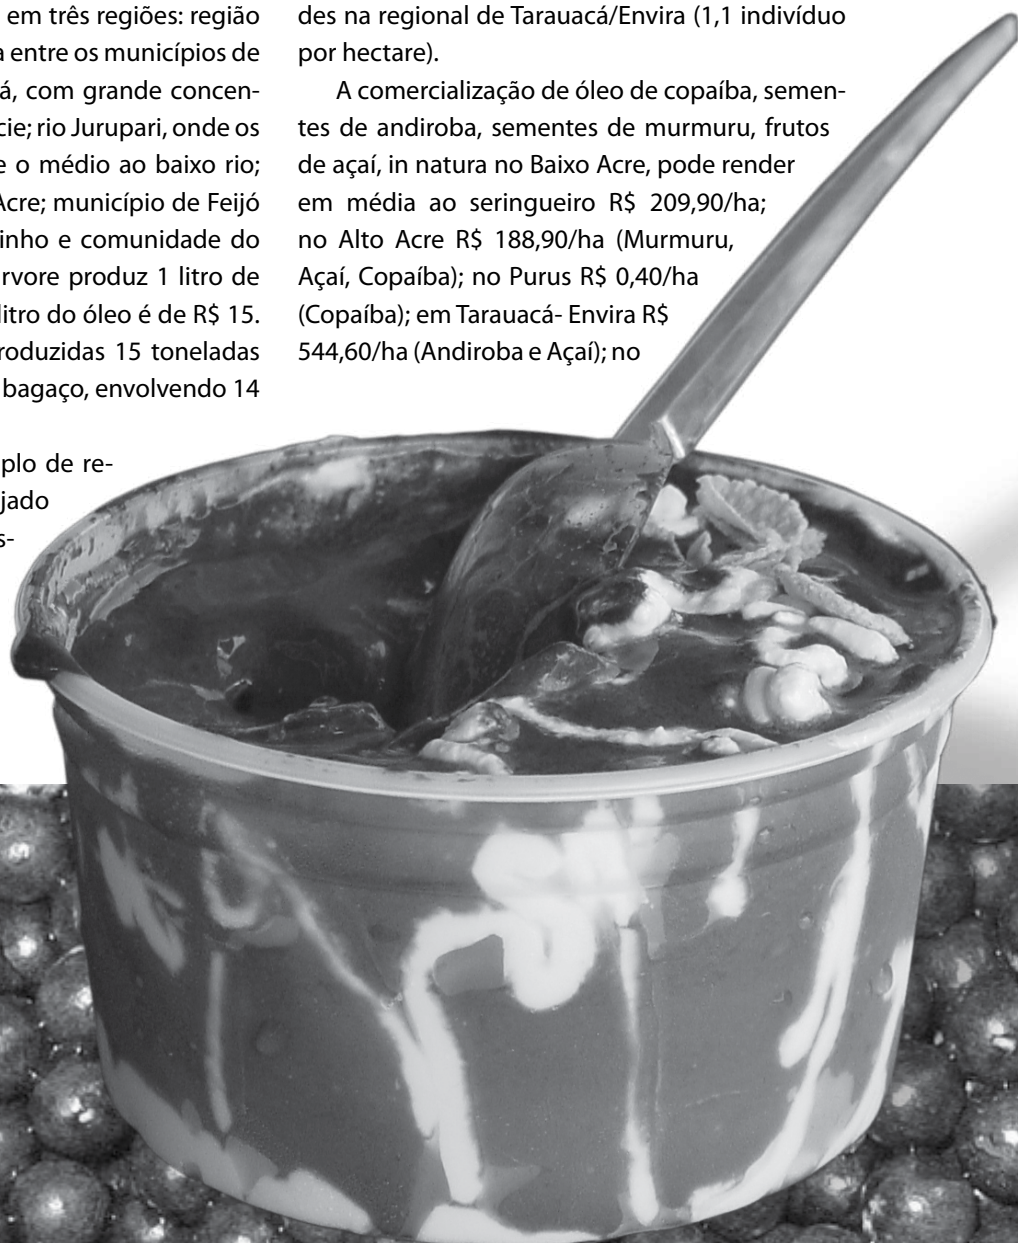 em três regiões: região
a entre os municípios de
á, com grande concen-
cie; rio Jurupari, onde os
e o médio ao baixo rio;
Acre; município de Feijó
inho e comunidade do
rvore produz 1 litro de
litro do óleo é de R$ 15.
roduzidas 15 toneladas
bagaço, envolvendo 14
plo de re-
jado
s-
des na regional de Tarauacá/Envira (1,1 indivíduo
por hectare).
A comercialização de óleo de copaíba, semen-
tes de andiroba, sementes de murmuru, frutos
de açaí, in natura no Baixo Acre, pode render
em média ao seringueiro R$ 209,90/ha;
no Alto Acre R$ 188,90/ha (Murmuru,
Açaí, Copaíba); no Purus R$ 0,40/ha
(Copaíba); em Tarauacá- Envira R$
544,60/ha (Andiroba e Açaí); no